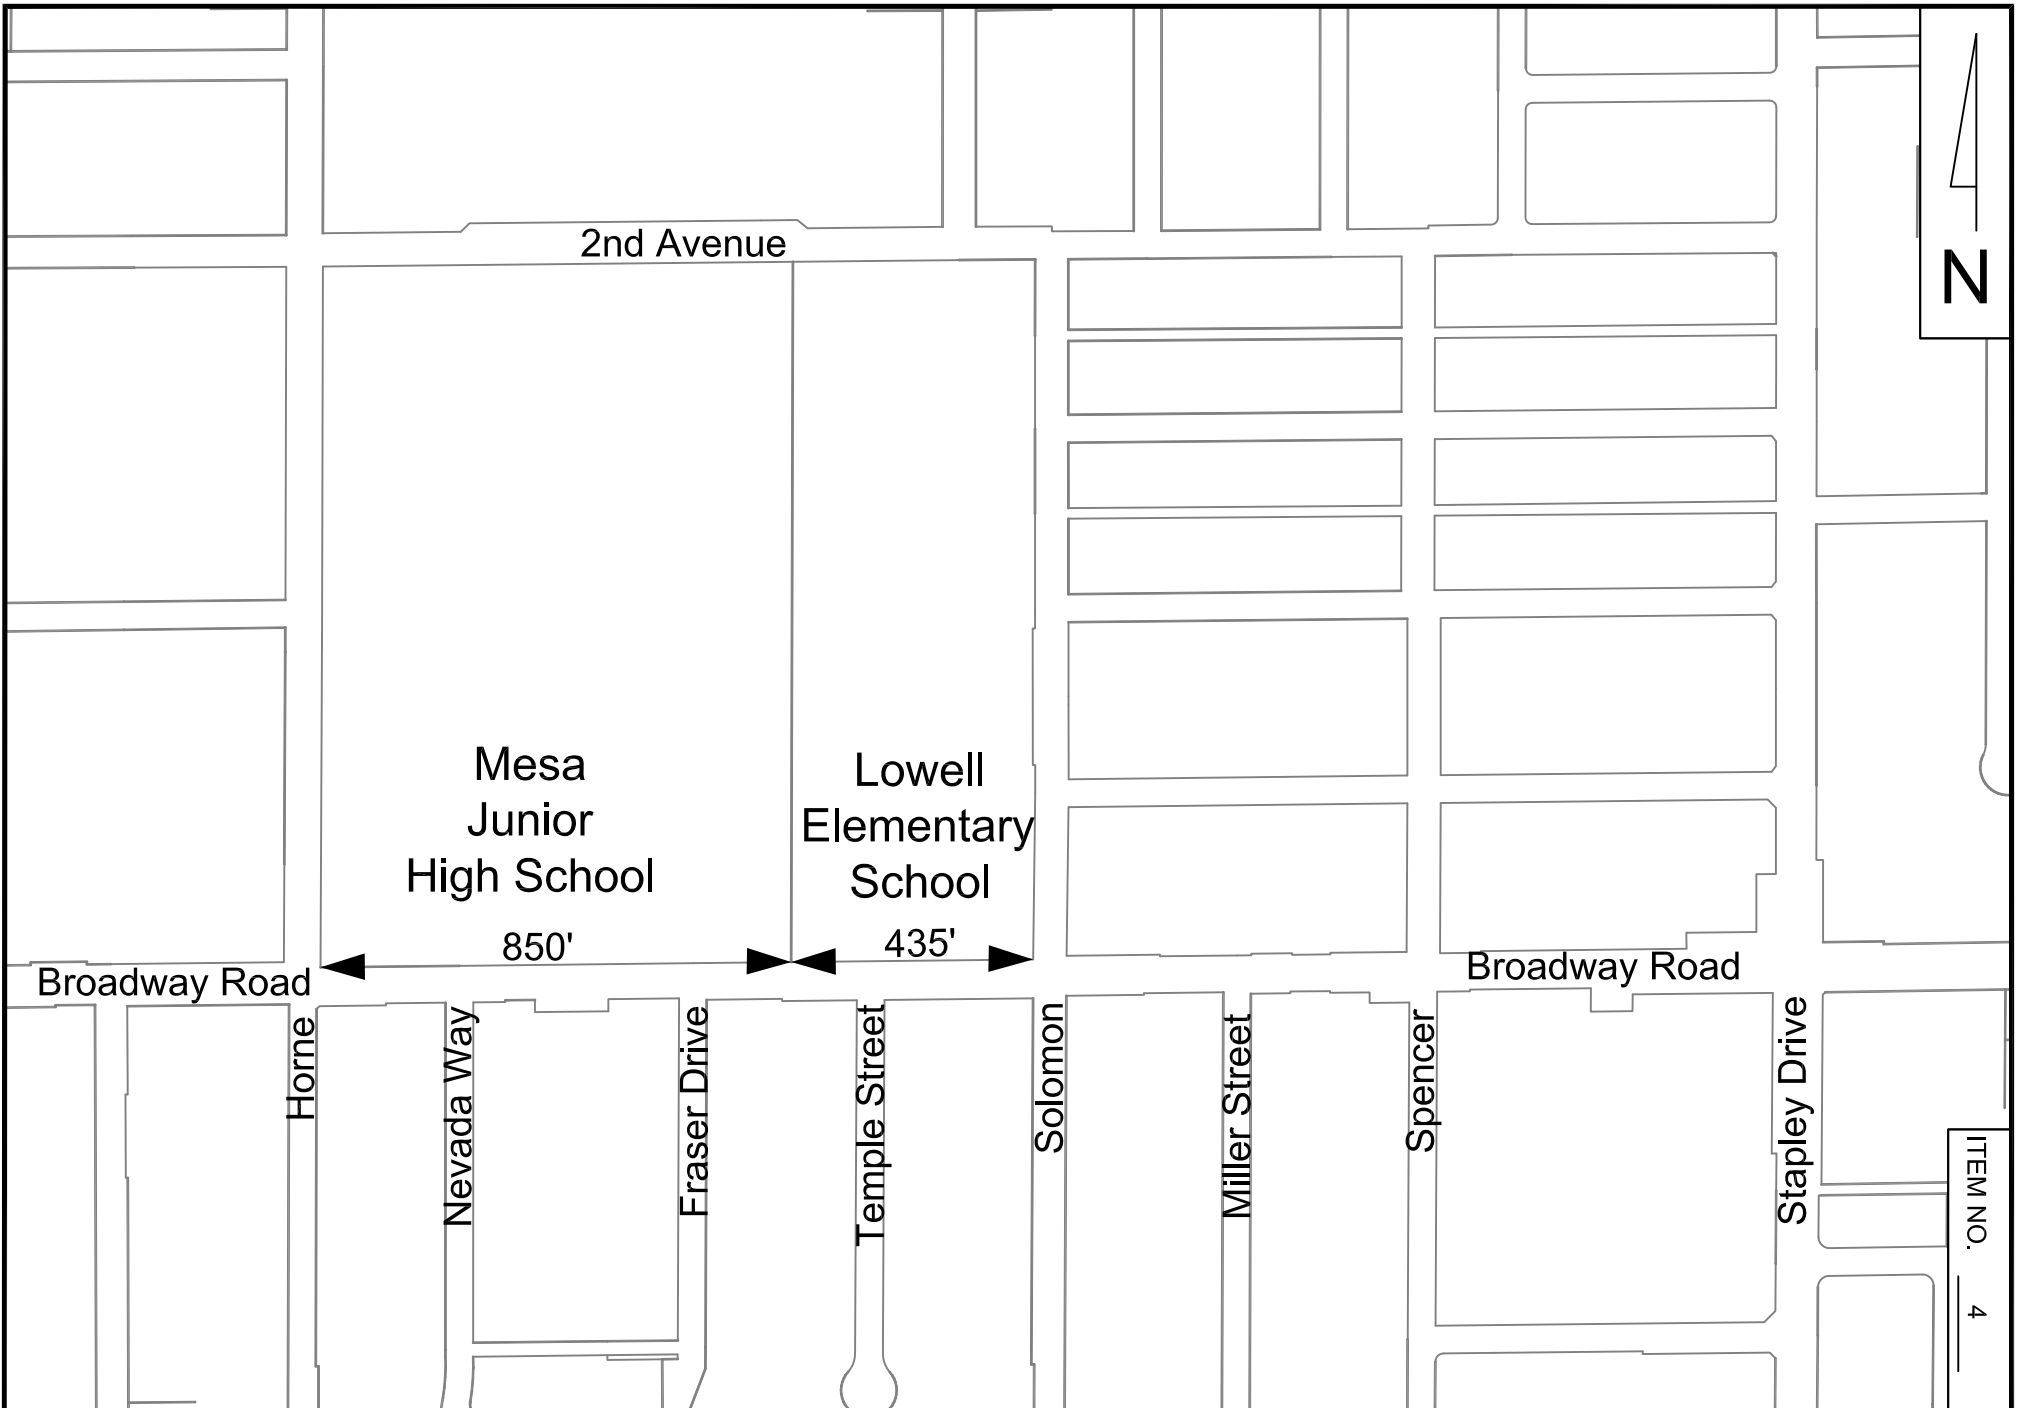 2nd Avenue
N
Mesa
Junior
High School
Lowell
Elementary
School
850'
435'
Broadway Road
Broadway Road
Horne
Nevada Way
Fraser Drive
Temple Street
Solomon
Miller Street
Spencer
Stapley Drive
ITEM NO. 4